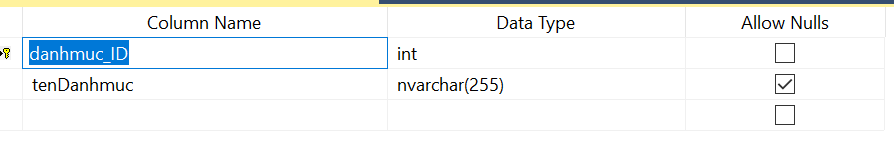 Column Name Data Type Allow Nulls
danhmuc_ID int
tenDanhmuc nvarchar(255)